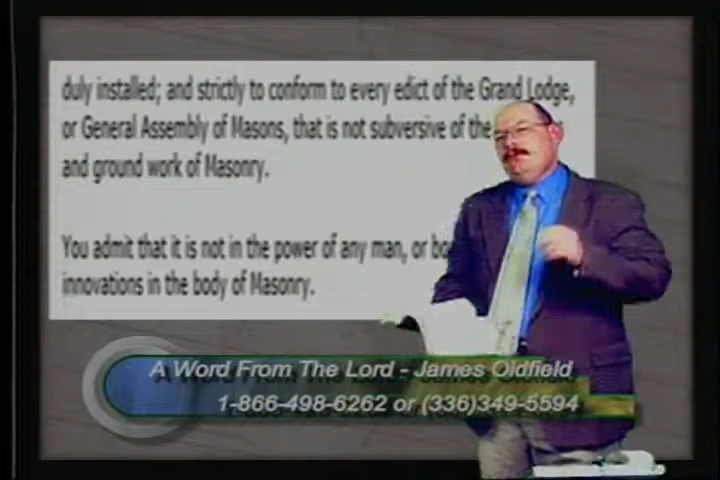 duly installed; and strictly to conform to every edict of the Grand Lodge,
or General Assembly of Masons, that is not subversive of the
and ground work of Masonry.
You admit that it is not in the power of any man, or
innovations in the body of Masonry.
A Word From The Lord - James Oldfield
1-866-498-6262 or (336)349-5594